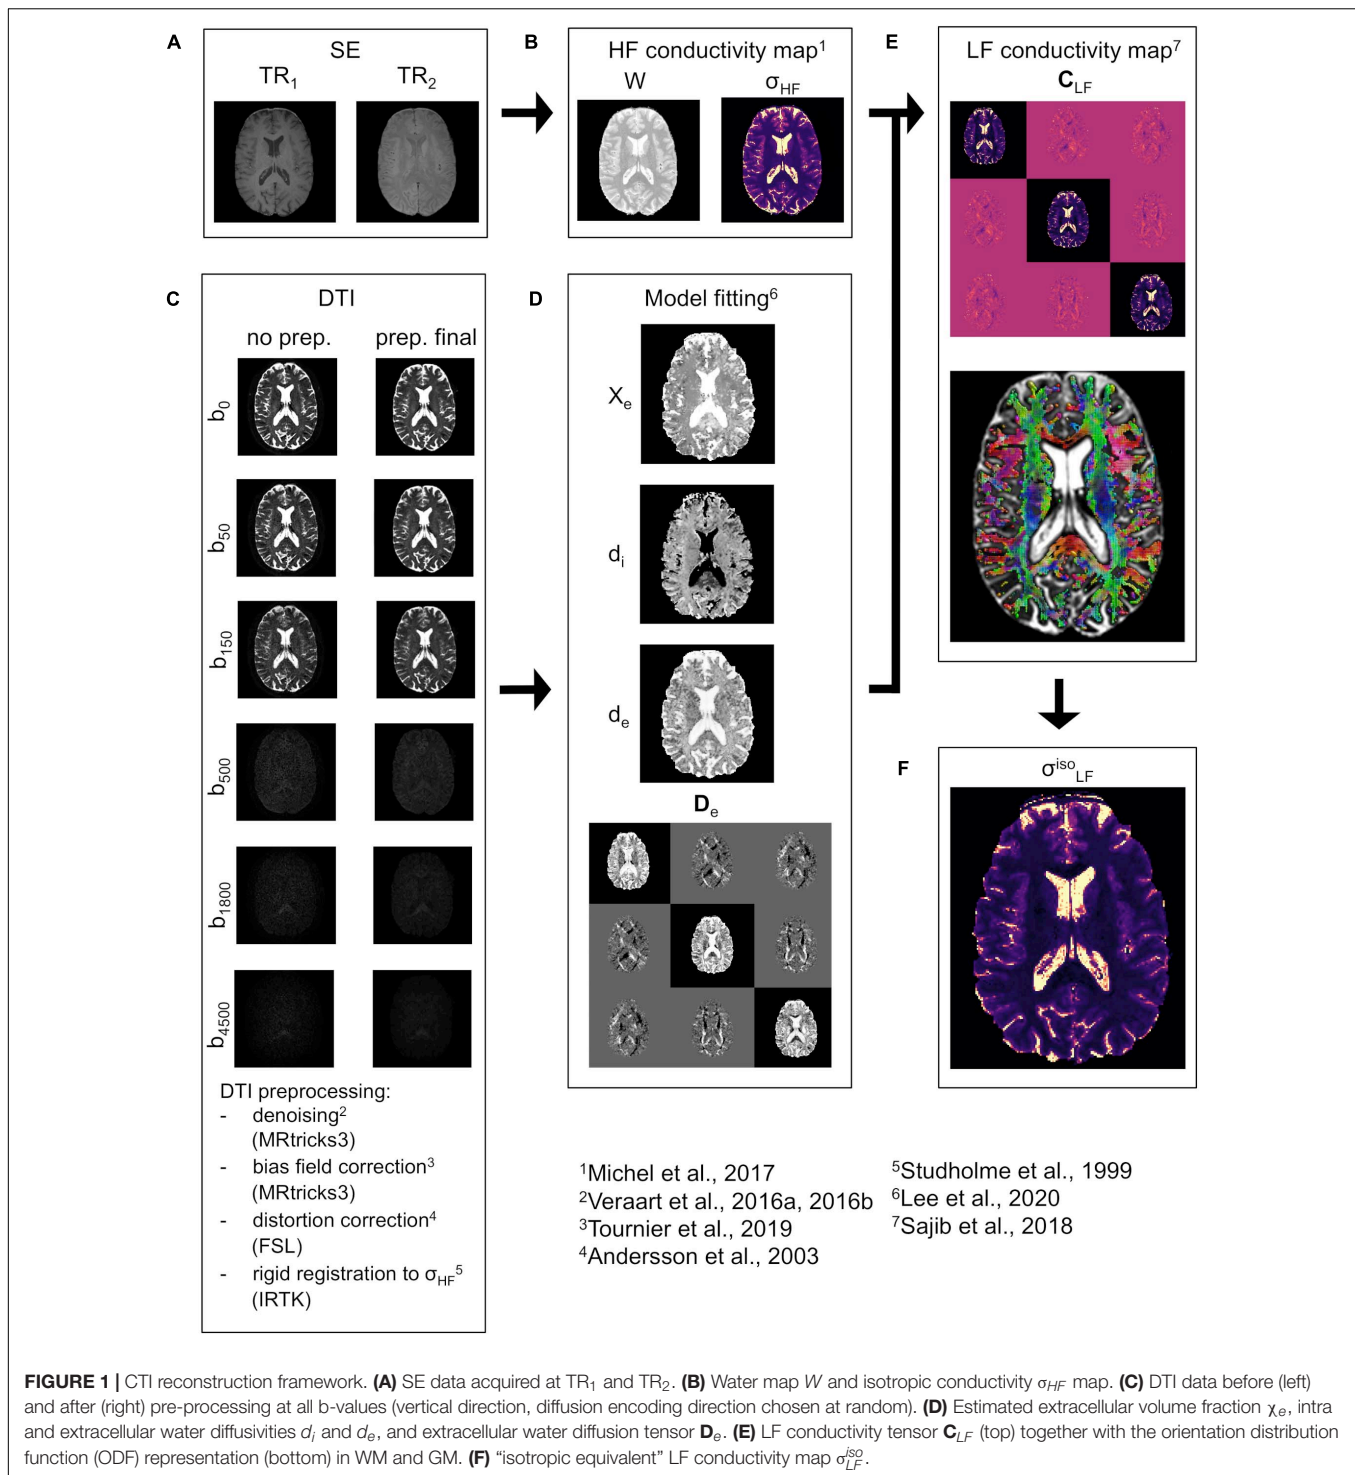 A
SE
TR1 TR2
B
HF conductivity map1
W σHF
E
LF conductivity map7
CLF
C
DTI
no prep. prep. final
b0
b50
b150
b500
b1800
b4500
DTI preprocessing:
- denoising2
(MRtricks3)
- bias field correction3
(MRtricks3)
- distortion correction4
(FSL)
- rigid registration to σHF5
(IRTK)
D
Model fitting6
Xe
di
de
De
F
σisoLF
1Michel et al., 2017
2Veraart et al., 2016a, 2016b
3Tournier et al., 2019
4Andersson et al., 2003
5Studholme et al., 1999
6Lee et al., 2020
7Sajib et al., 2018
FIGURE 1 | CTI reconstruction framework. (A) SE data acquired at TR1 and TR2. (B) Water map W and isotropic conductivity σHF map. (C) DTI data before (left)
and after (right) pre-processing at all b-values (vertical direction, diffusion encoding direction chosen at random). (D) Estimated extracellular volume fraction χe, intra
and extracellular water diffusivities di and de, and extracellular water diffusion tensor De. (E) LF conductivity tensor CLF (top) together with the orientation distribution
function (ODF) representation (bottom) in WM and GM. (F) “isotropic equivalent” LF conductivity map σLFiso.